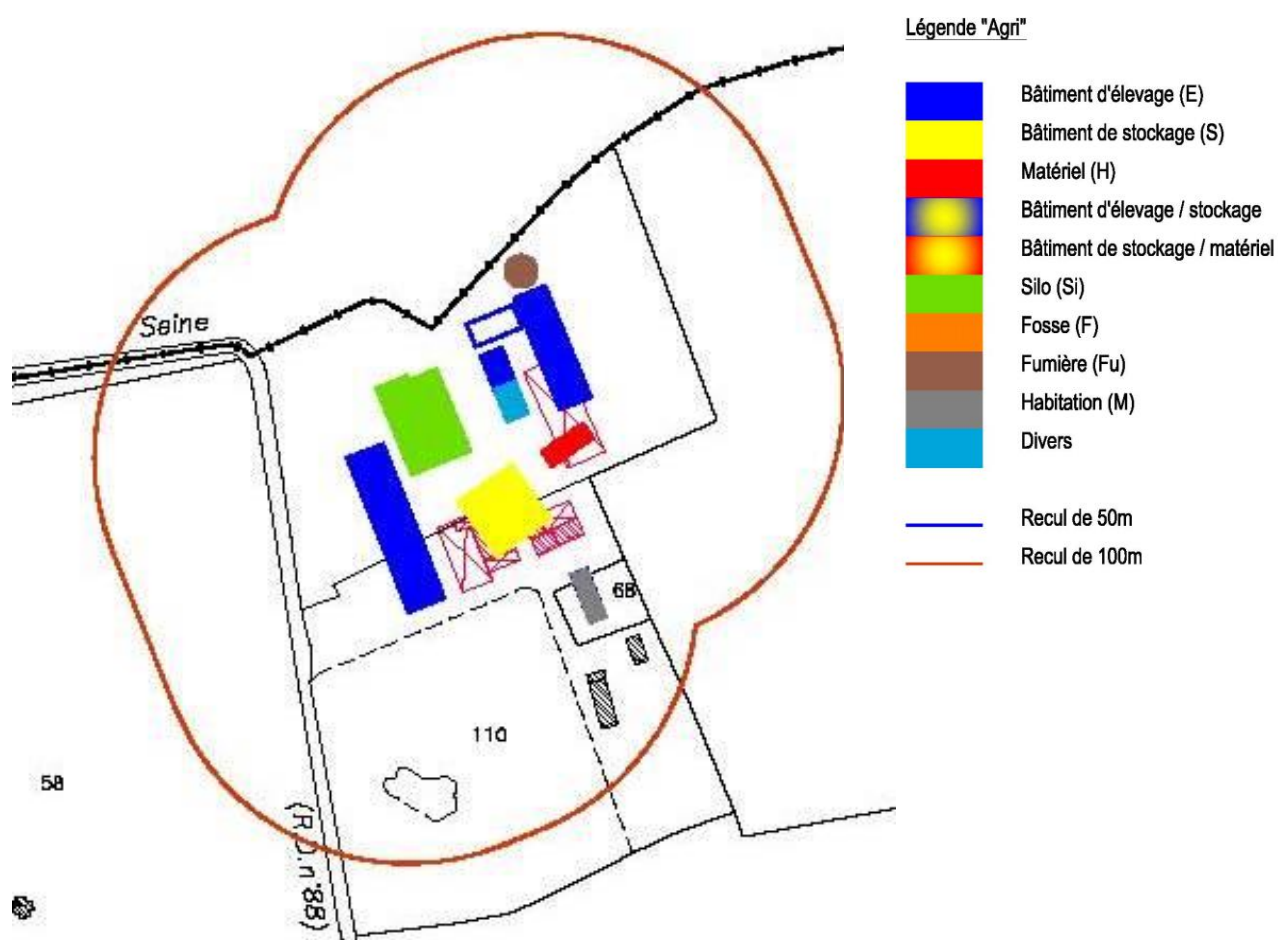 Légende "Agri"
Bâtiment d'élevage (E)
Bâtiment de stockage (S)
Matériel (H)
Bâtiment d'élevage / stockage
Bâtiment de stockage / matériel
Silo (Si)
Fosse (F)
Fumière (Fu)
Habitation (M)
Divers
Recul de 50m
Recul de 100m
Seine
68
110
58
(R.D.n°88)